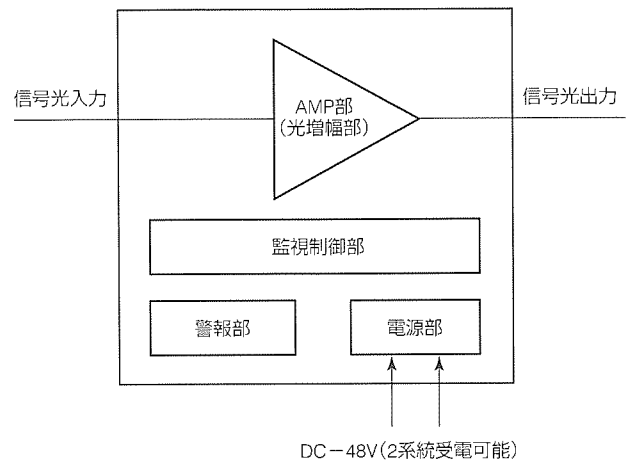 信号光入力
AMP部
(光増幅部)
信号光出力
監視制御部
警報部
電源部
DC−48V(2系統受電可能)